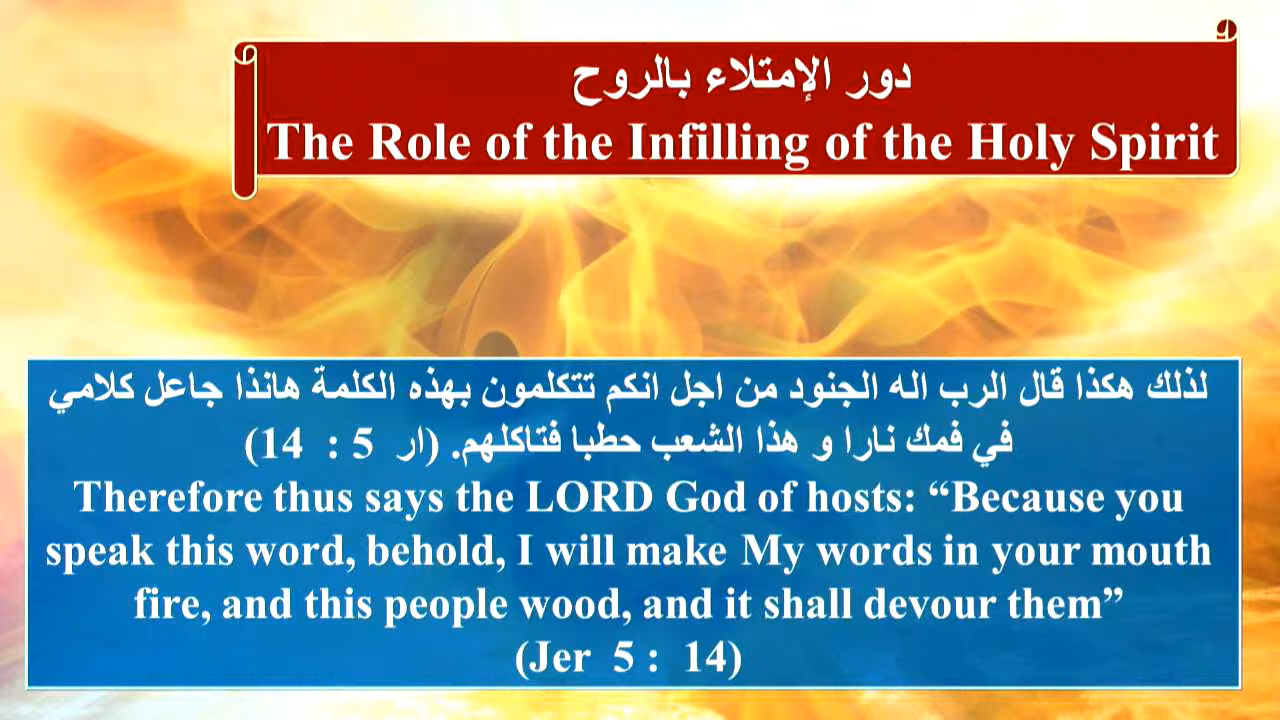 دور الإمتلاء بالروح
The Role of the Infilling of the Holy Spirit
لذلك هكذا قال الرب اله الجنود من اجل انكم تتكلمون بهذه الكلمة هانذا جاعل كلامي
في فمك نارا و هذا الشعب حطبا فتاكلهم. (ار 5 : 14)
Therefore thus says the LORD God of hosts: “Because you
speak this word, behold, I will make My words in your mouth
fire, and this people wood, and it shall devour them”
(Jer 5 : 14)